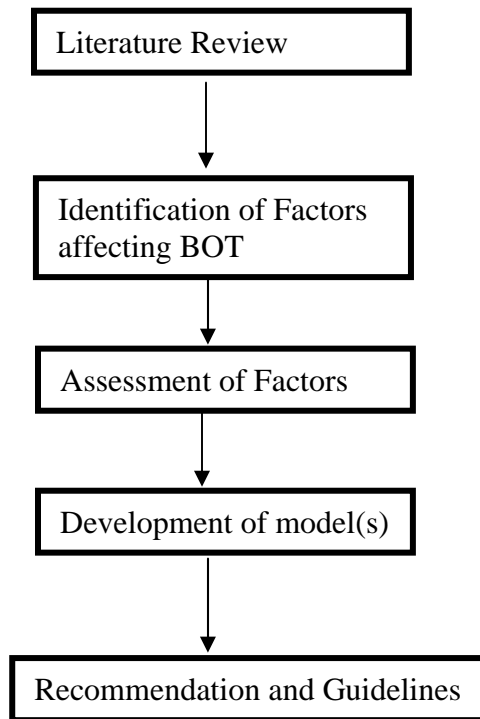 Literature Review
Identification of Factors
affecting BOT
Assessment of Factors
Development of model(s)
Recommendation and Guidelines